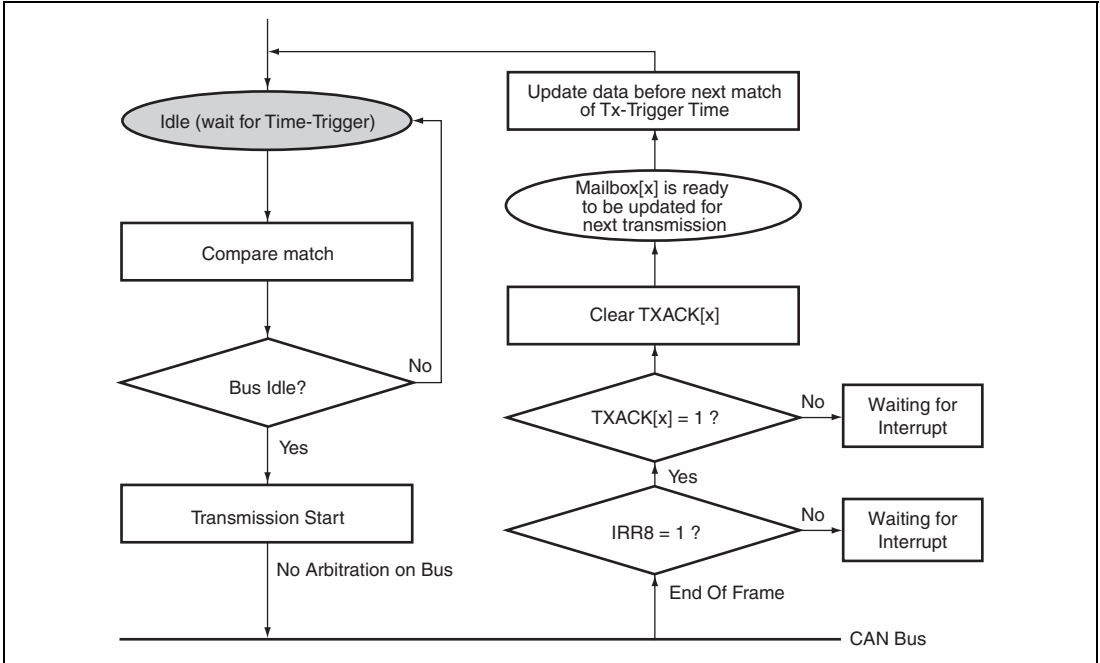 Idle (wait for Time-Trigger)
Compare match
Bus Idle?
No
Yes
Transmission Start
No Arbitration on Bus
Update data before next match
of Tx-Trigger Time
Mailbox[x] is ready
to be updated for
next transmission
Clear TXACK[x]
TXACK[x] = 1 ?
No
Waiting for
Interrupt
Yes
IRR8 = 1 ?
No
Waiting for
Interrupt
End Of Frame
CAN Bus